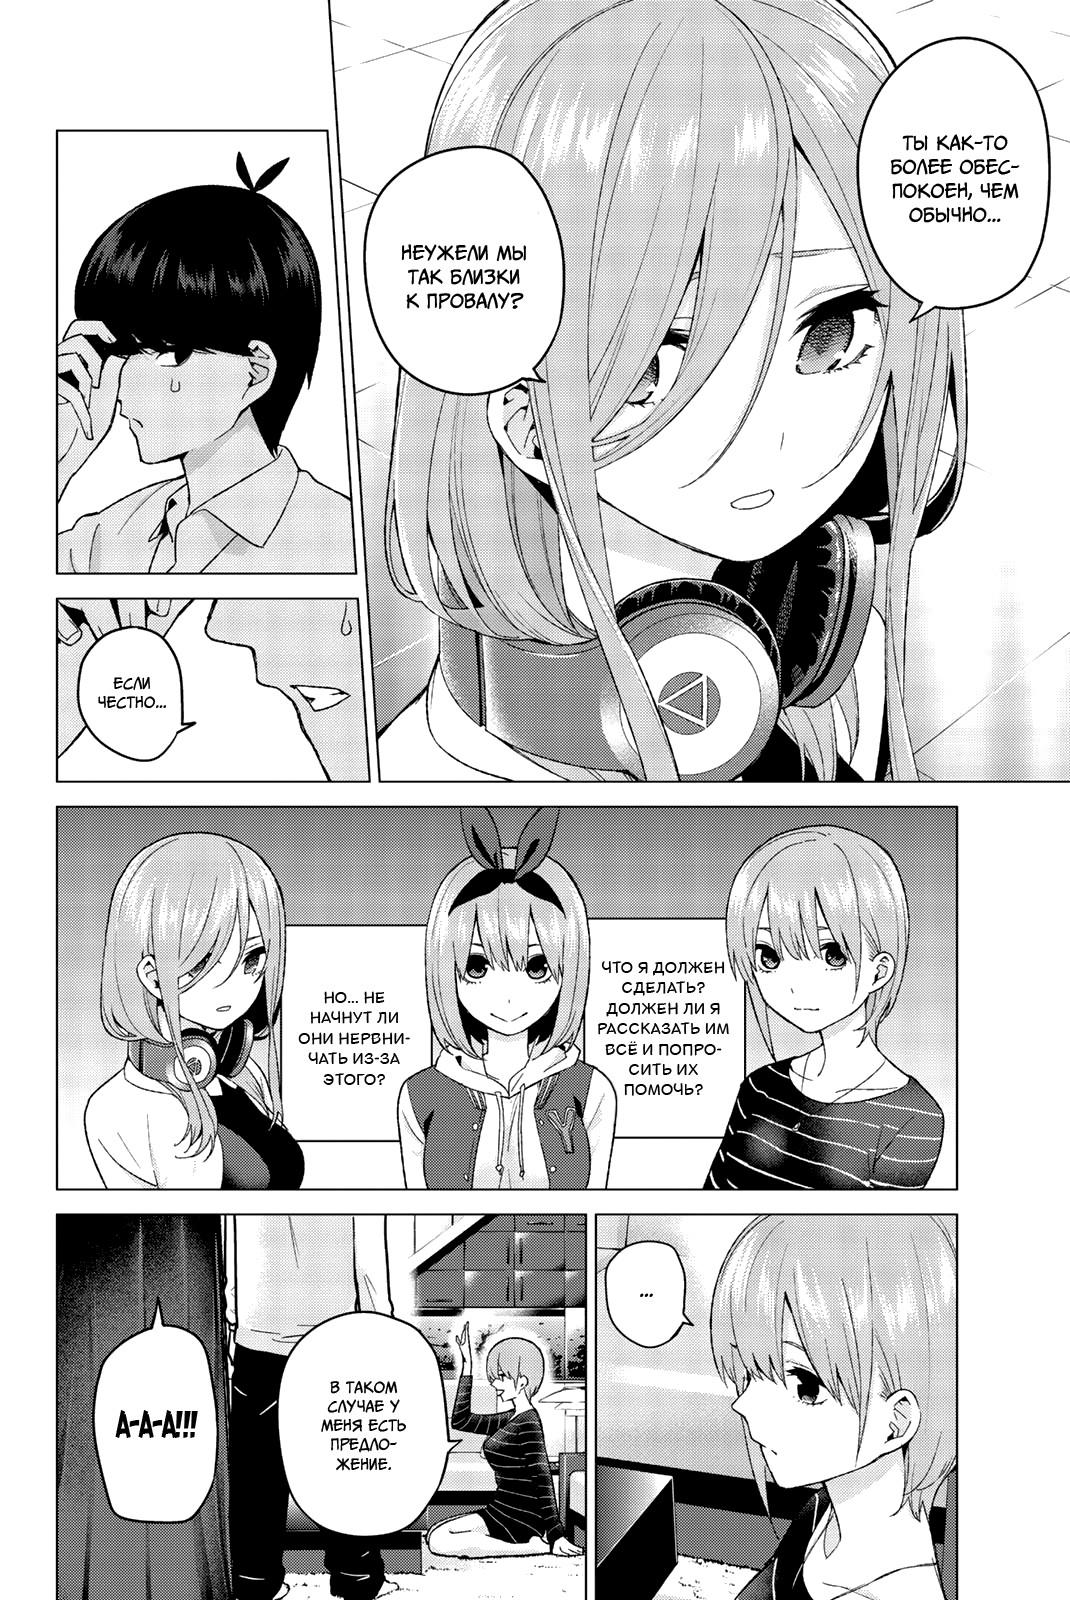 ТЫ КАК-ТО
БОЛЕЕ ОБЕС-
ПОКОЕН, ЧЕМ
ОБЫЧНО...
НЕУЖЕЛИ МЫ
ТАК БЛИЗКИ
К ПРОВАЛУ?
ЕСЛИ
ЧЕСТНО...
ЧТО Я ДОЛЖЕН
СДЕЛАТЬ?
ДОЛЖЕН ЛИ Я
РАССКАЗАТЬ ИМ
ВСЁ И ПОПРО-
СИТЬ ИХ
ПОМОЧЬ?
НО... НЕ
НАЧНУТ ЛИ
ОНИ НЕРВНИ-
ЧАТЬ ИЗ-ЗА
ЭТОГО?
Y
...
В ТАКОМ
СЛУЧАЕ У
МЕНЯ ЕСТЬ
ПРЕДЛО-
ЖЕНИЕ.
А-А-А!!!